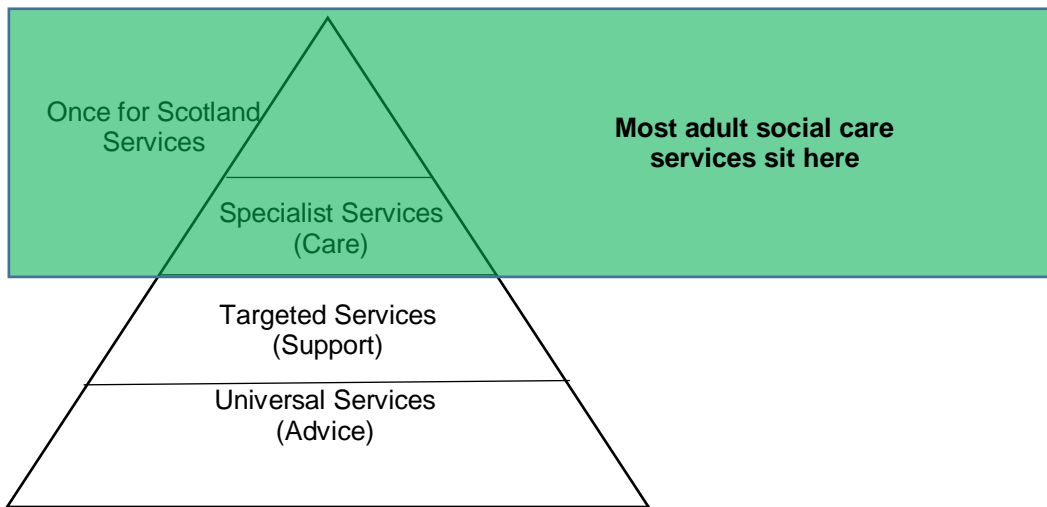 Once for Scotland
Services
Most adult social care
services sit here
Specialist Services
(Care)
Targeted Services
(Support)
Universal Services
(Advice)